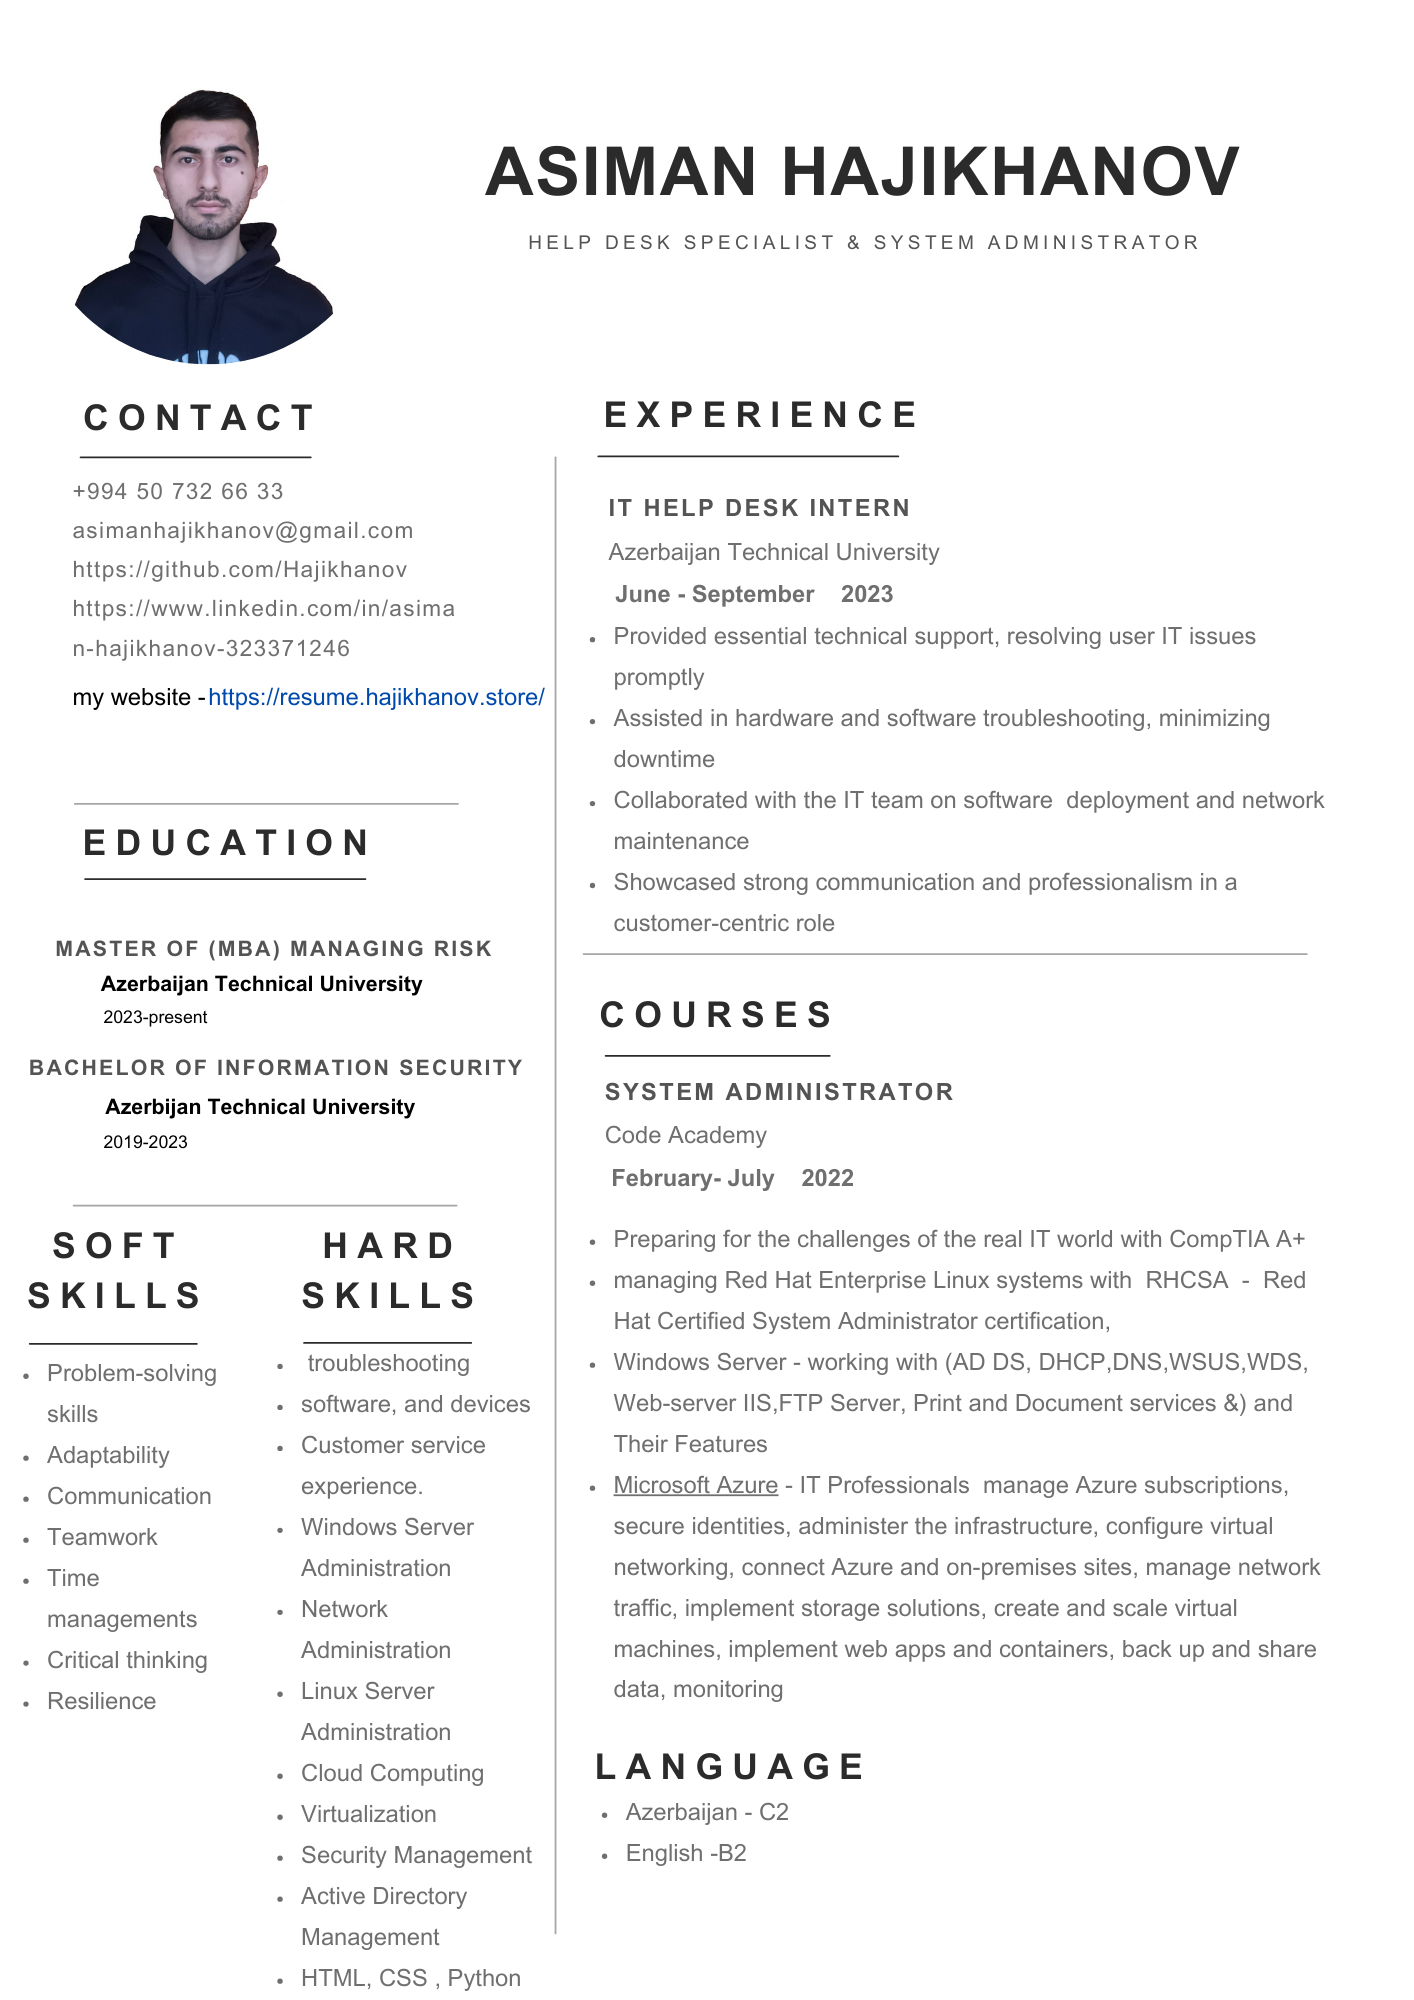 ASIMAN HAJIKHANOV
HELP DESK SPECIALIST & SYSTEM ADMINISTRATOR
CONTACT
+994 50 732 66 33
asimanhajikhanov@gmail.com
https://github.com/Hajikhanov
https://www.linkedin.com/in/asima
n-hajikhanov-323371246
my website - https://resume.hajikhanov.store/
EDUCATION
MASTER OF (MBA) MANAGING RISK
Azerbaijan Technical University
2023-present
BACHELOR OF INFORMATION SECURITY
Azerbijan Technical University
2019-2023
SOFT
SKILLS
• Problem-solving
skills
• Adaptability
• Communication
• Teamwork
• Time
managements
• Critical thinking
• Resilience
HARD
SKILLS
• troubleshooting
• software, and devices
• Customer service
experience.
• Windows Server
Administration
• Network
Administration
• Linux Server
Administration
• Cloud Computing
• Virtualization
• Security Management
• Active Directory
Management
• HTML, CSS , Python
EXPERIENCE
IT HELP DESK INTERN
Azerbaijan Technical University
June - September 2023
• Provided essential technical support, resolving user IT issues
promptly
• Assisted in hardware and software troubleshooting, minimizing
downtime
• Collaborated with the IT team on software deployment and network
maintenance
• Showcased strong communication and professionalism in a
customer-centric role
COURSES
SYSTEM ADMINISTRATOR
Code Academy
February- July 2022
• Preparing for the challenges of the real IT world with CompTIA A+
• managing Red Hat Enterprise Linux systems with RHCSA - Red
Hat Certified System Administrator certification,
• Windows Server - working with (AD DS, DHCP,DNS,WSUS,WDS,
Web-server IIS,FTP Server, Print and Document services &) and
Their Features
• Microsoft Azure - IT Professionals manage Azure subscriptions,
secure identities, administer the infrastructure, configure virtual
networking, connect Azure and on-premises sites, manage network
traffic, implement storage solutions, create and scale virtual
machines, implement web apps and containers, back up and share
data, monitoring
LANGUAGE
• Azerbaijan - C2
• English -B2